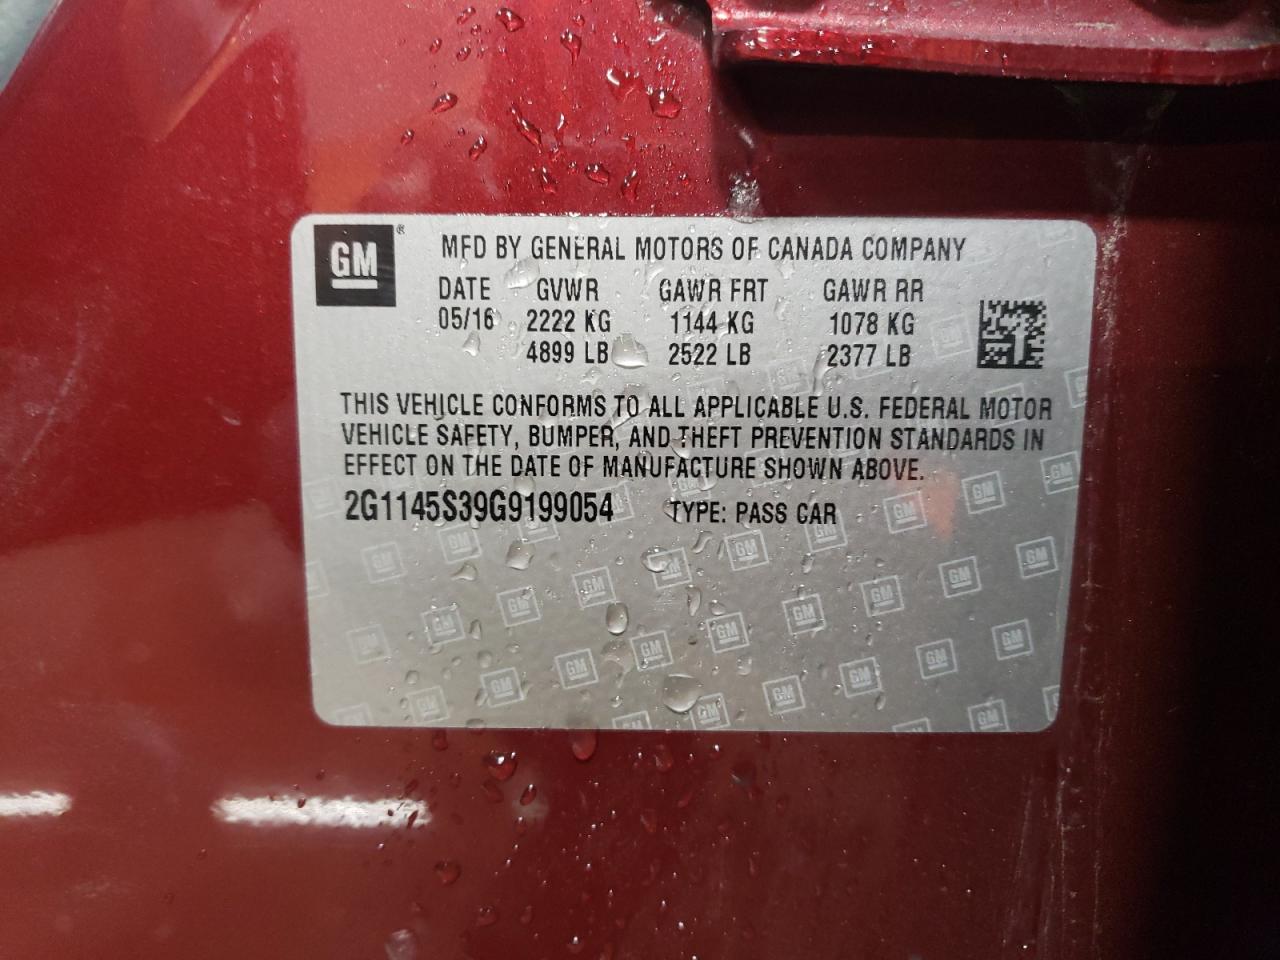 GM ®
MFD BY GENERAL MOTORS OF CANADA COMPANY
DATE GVWR GAWR FRT GAWR RR
05/16 2222 KG 1144 KG 1078 KG
4899 LB 2522 LB 2377 LB
THIS VEHICLE CONFORMS TO ALL APPLICABLE U.S. FEDERAL MOTOR
VEHICLE SAFETY, BUMPER, AND THEFT PREVENTION STANDARDS IN
EFFECT ON THE DATE OF MANUFACTURE SHOWN ABOVE.
2G1145S39G9199054 TYPE: PASS CAR